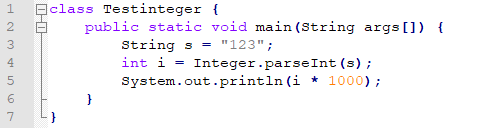 1 class Testinteger {
2     public static void main(String args[]) {
3         String s = "123";
4         int i = Integer.parseInt(s);
5         System.out.println(i * 1000);
6     }
7 }